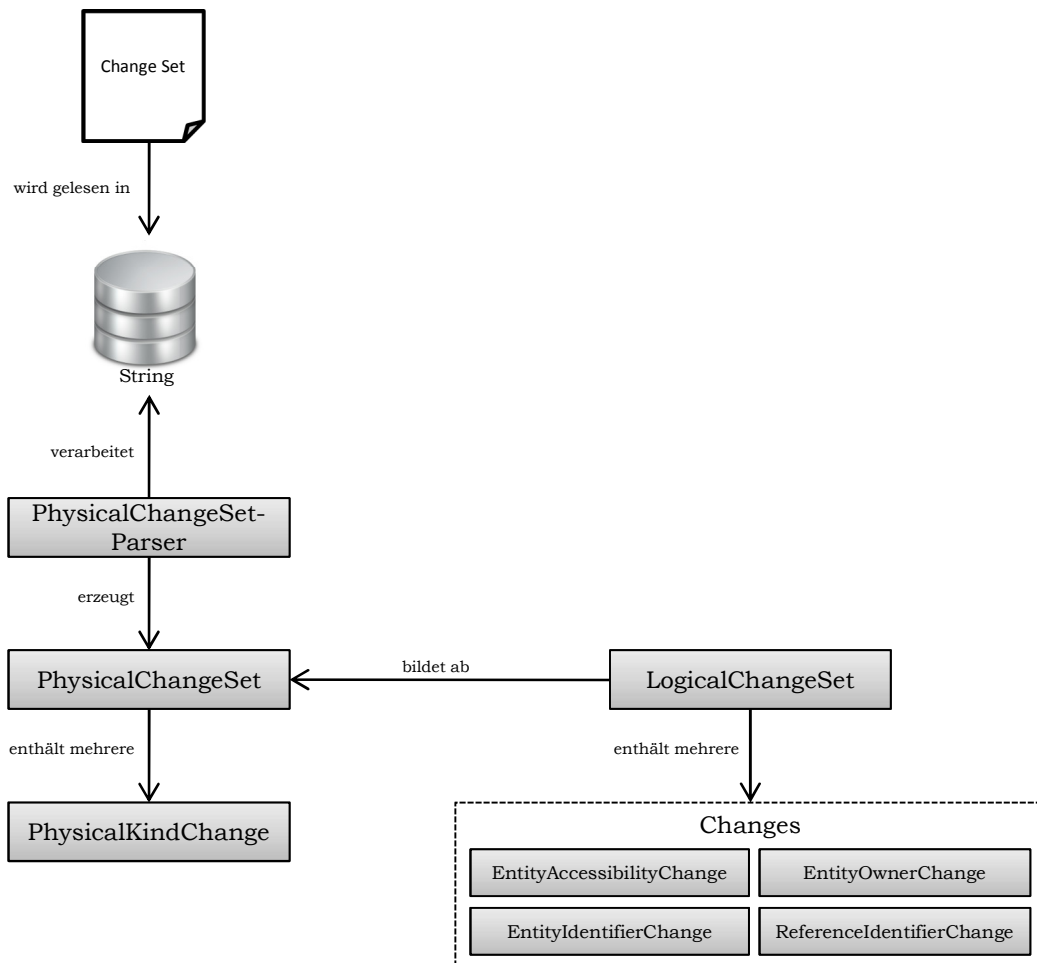 Change Set
wird gelesen in
String
verarbeitet
PhysicalChangeSet-
Parser
erzeugt
PhysicalChangeSet
bildet ab
LogicalChangeSet
enthält mehrere
enthält mehrere
PhysicalKindChange
Changes
EntityAccessibilityChange
EntityOwnerChange
EntityIdentifierChange
ReferenceIdentifierChange